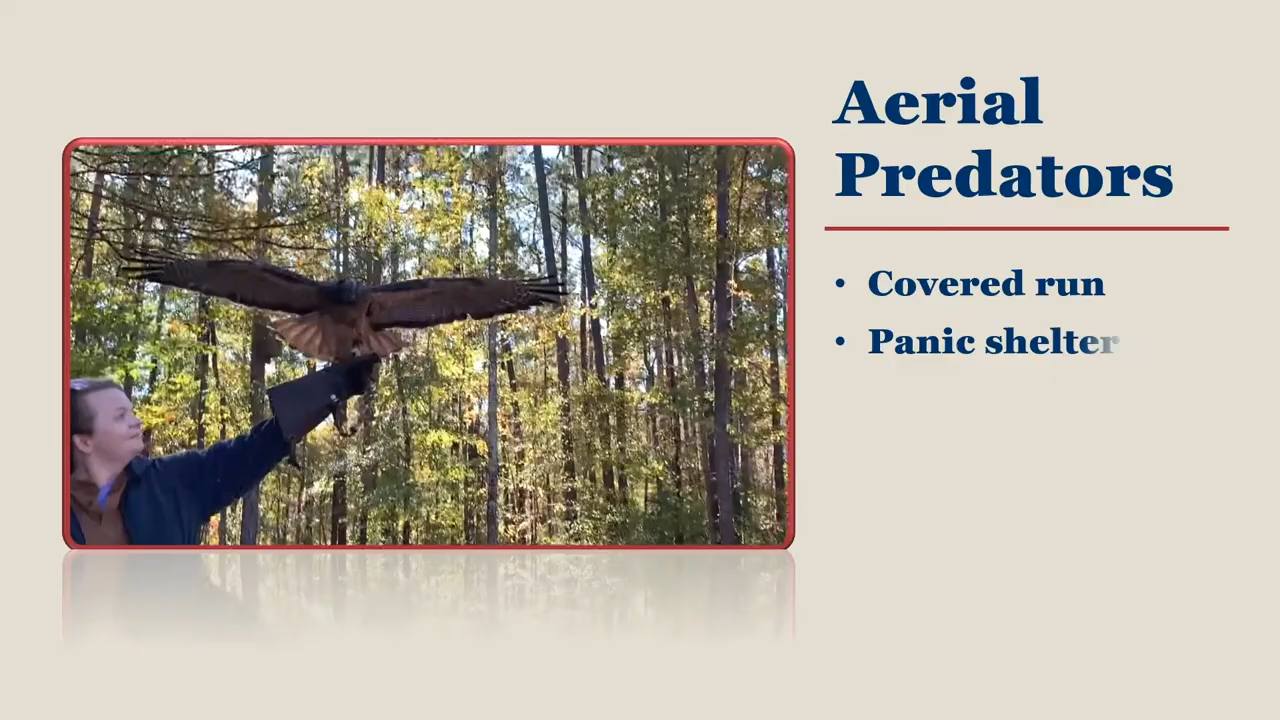 Aerial
Predators
• Covered run
• Panic shelter